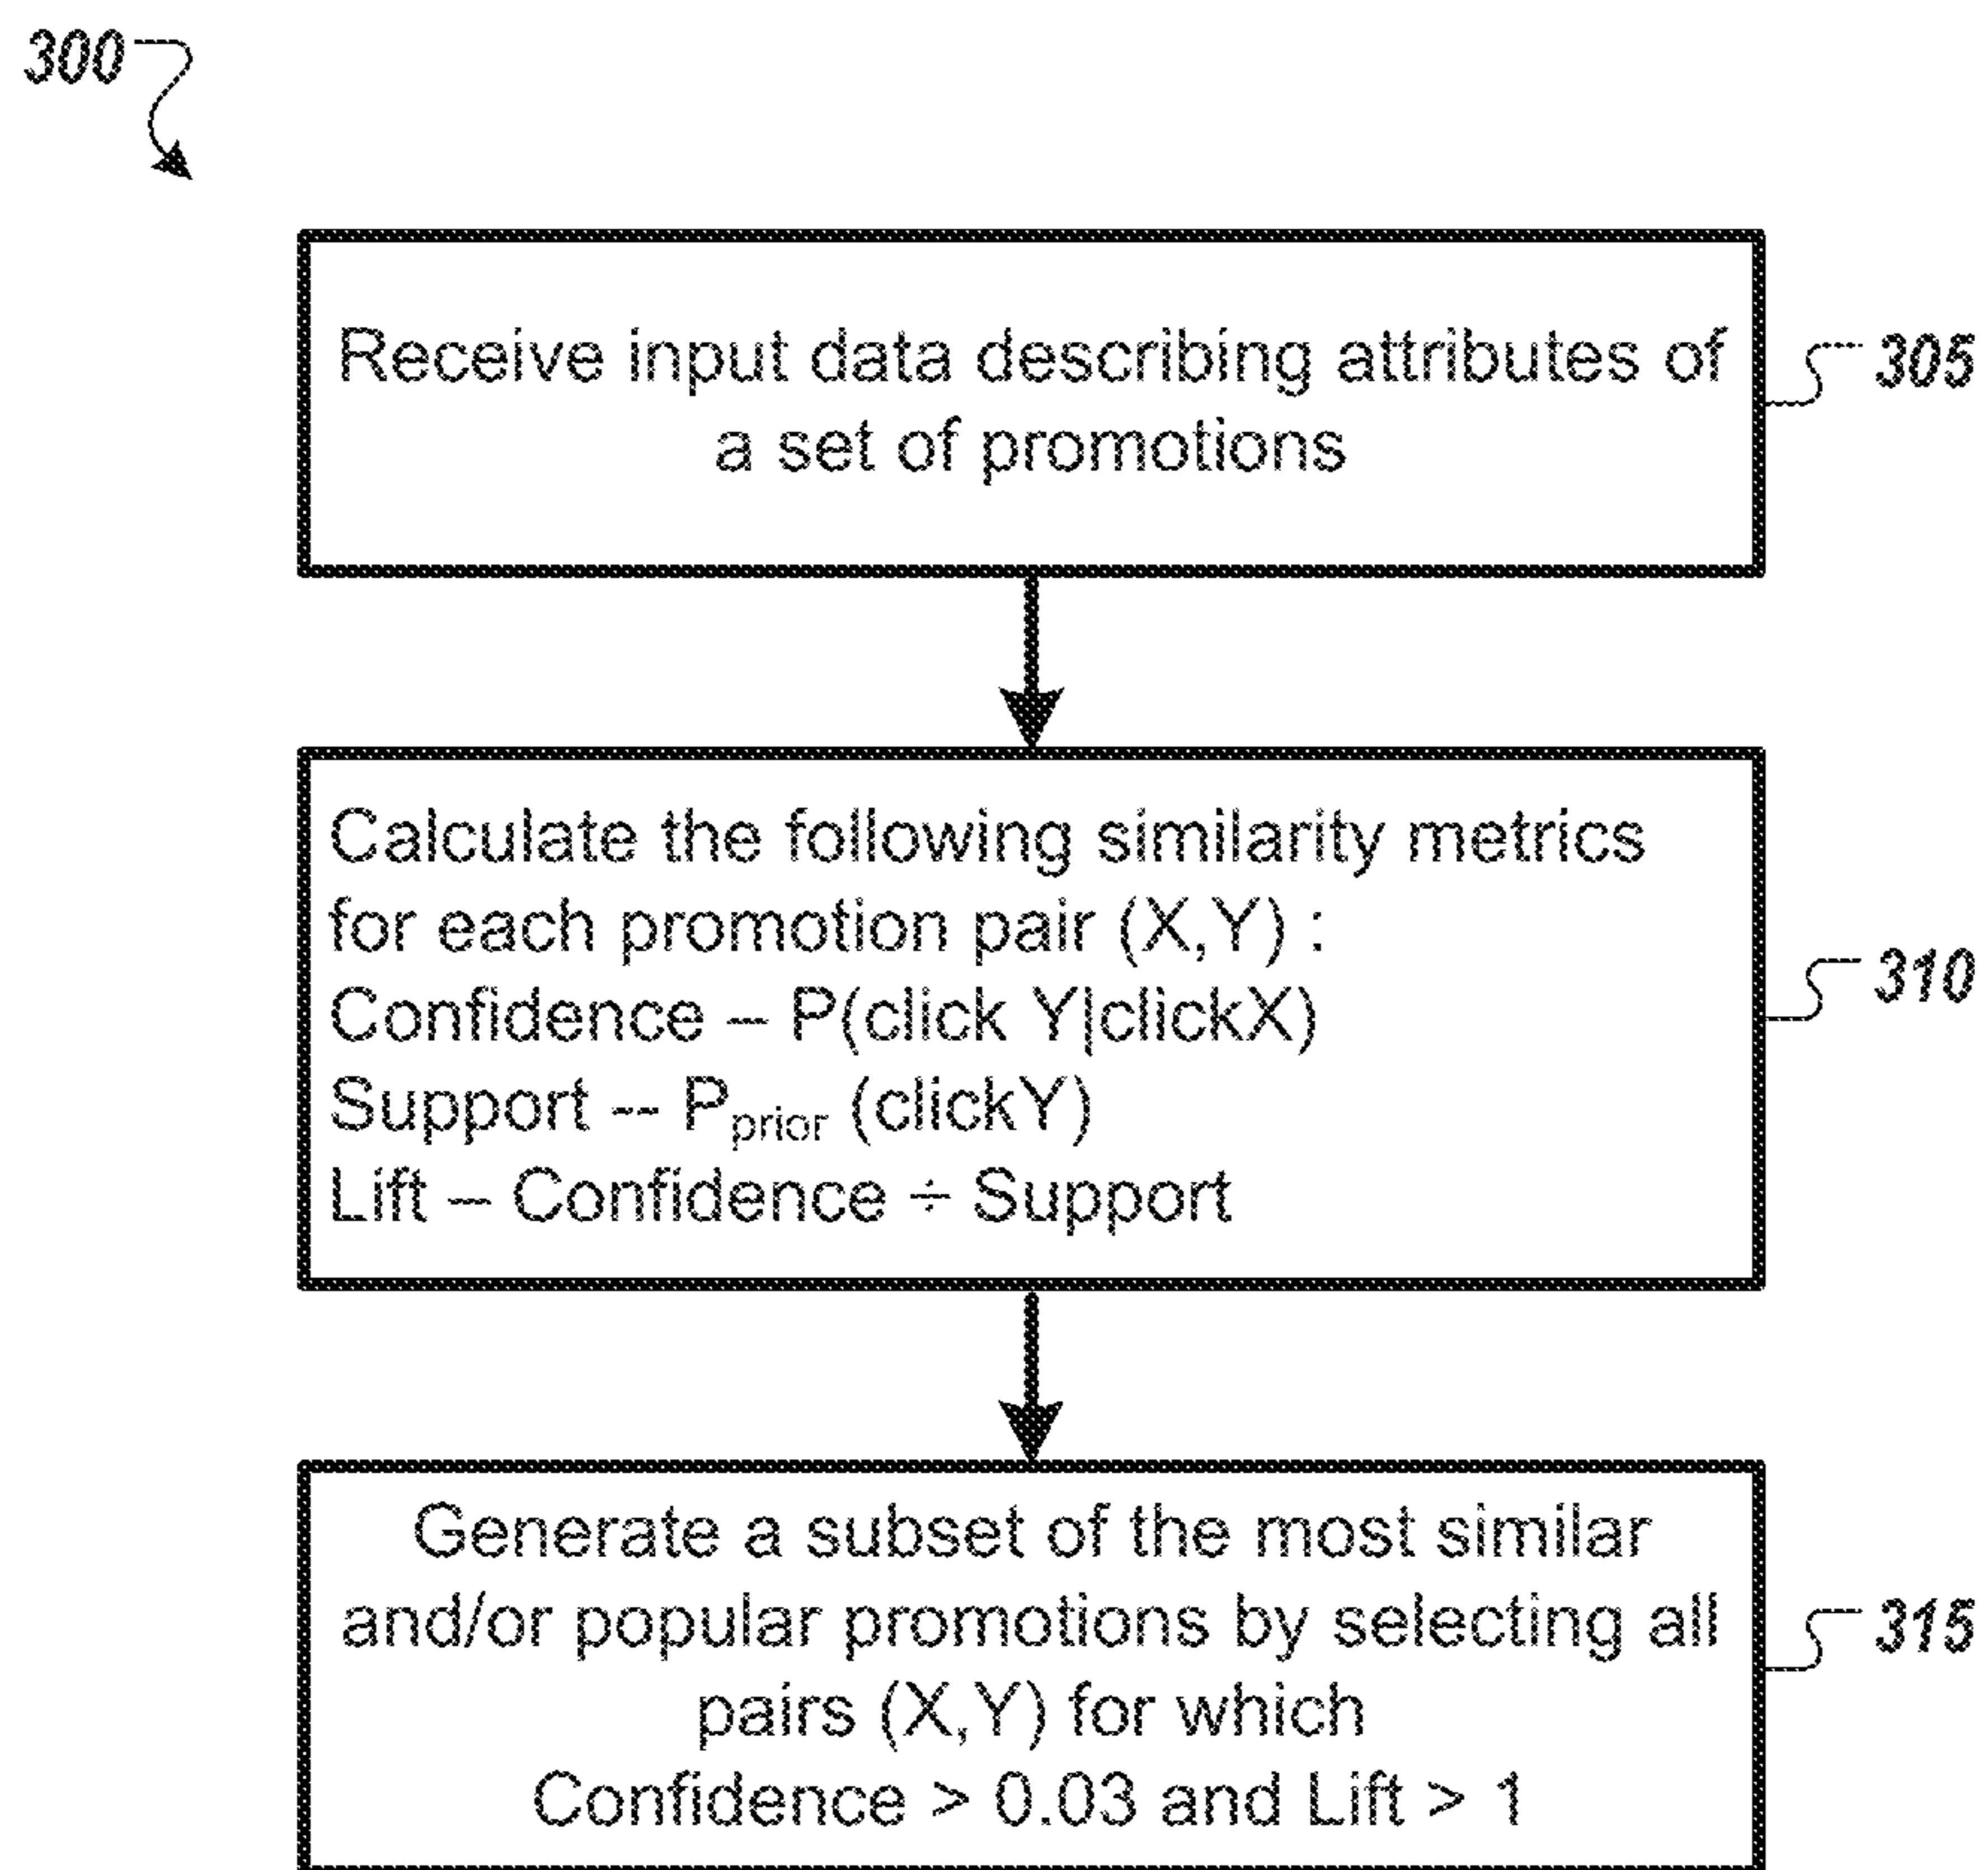 300
Receive input data describing attributes of
a set of promotions
305
Calculate the following similarity metrics
for each promotion pair (X,Y) :
Confidence – P(click Y|clickX)
Support -- Pprior (clickY)
Lift – Confidence ÷ Support
310
Generate a subset of the most similar
and/or popular promotions by selecting all
pairs (X,Y) for which
Confidence > 0.03 and Lift > 1
315